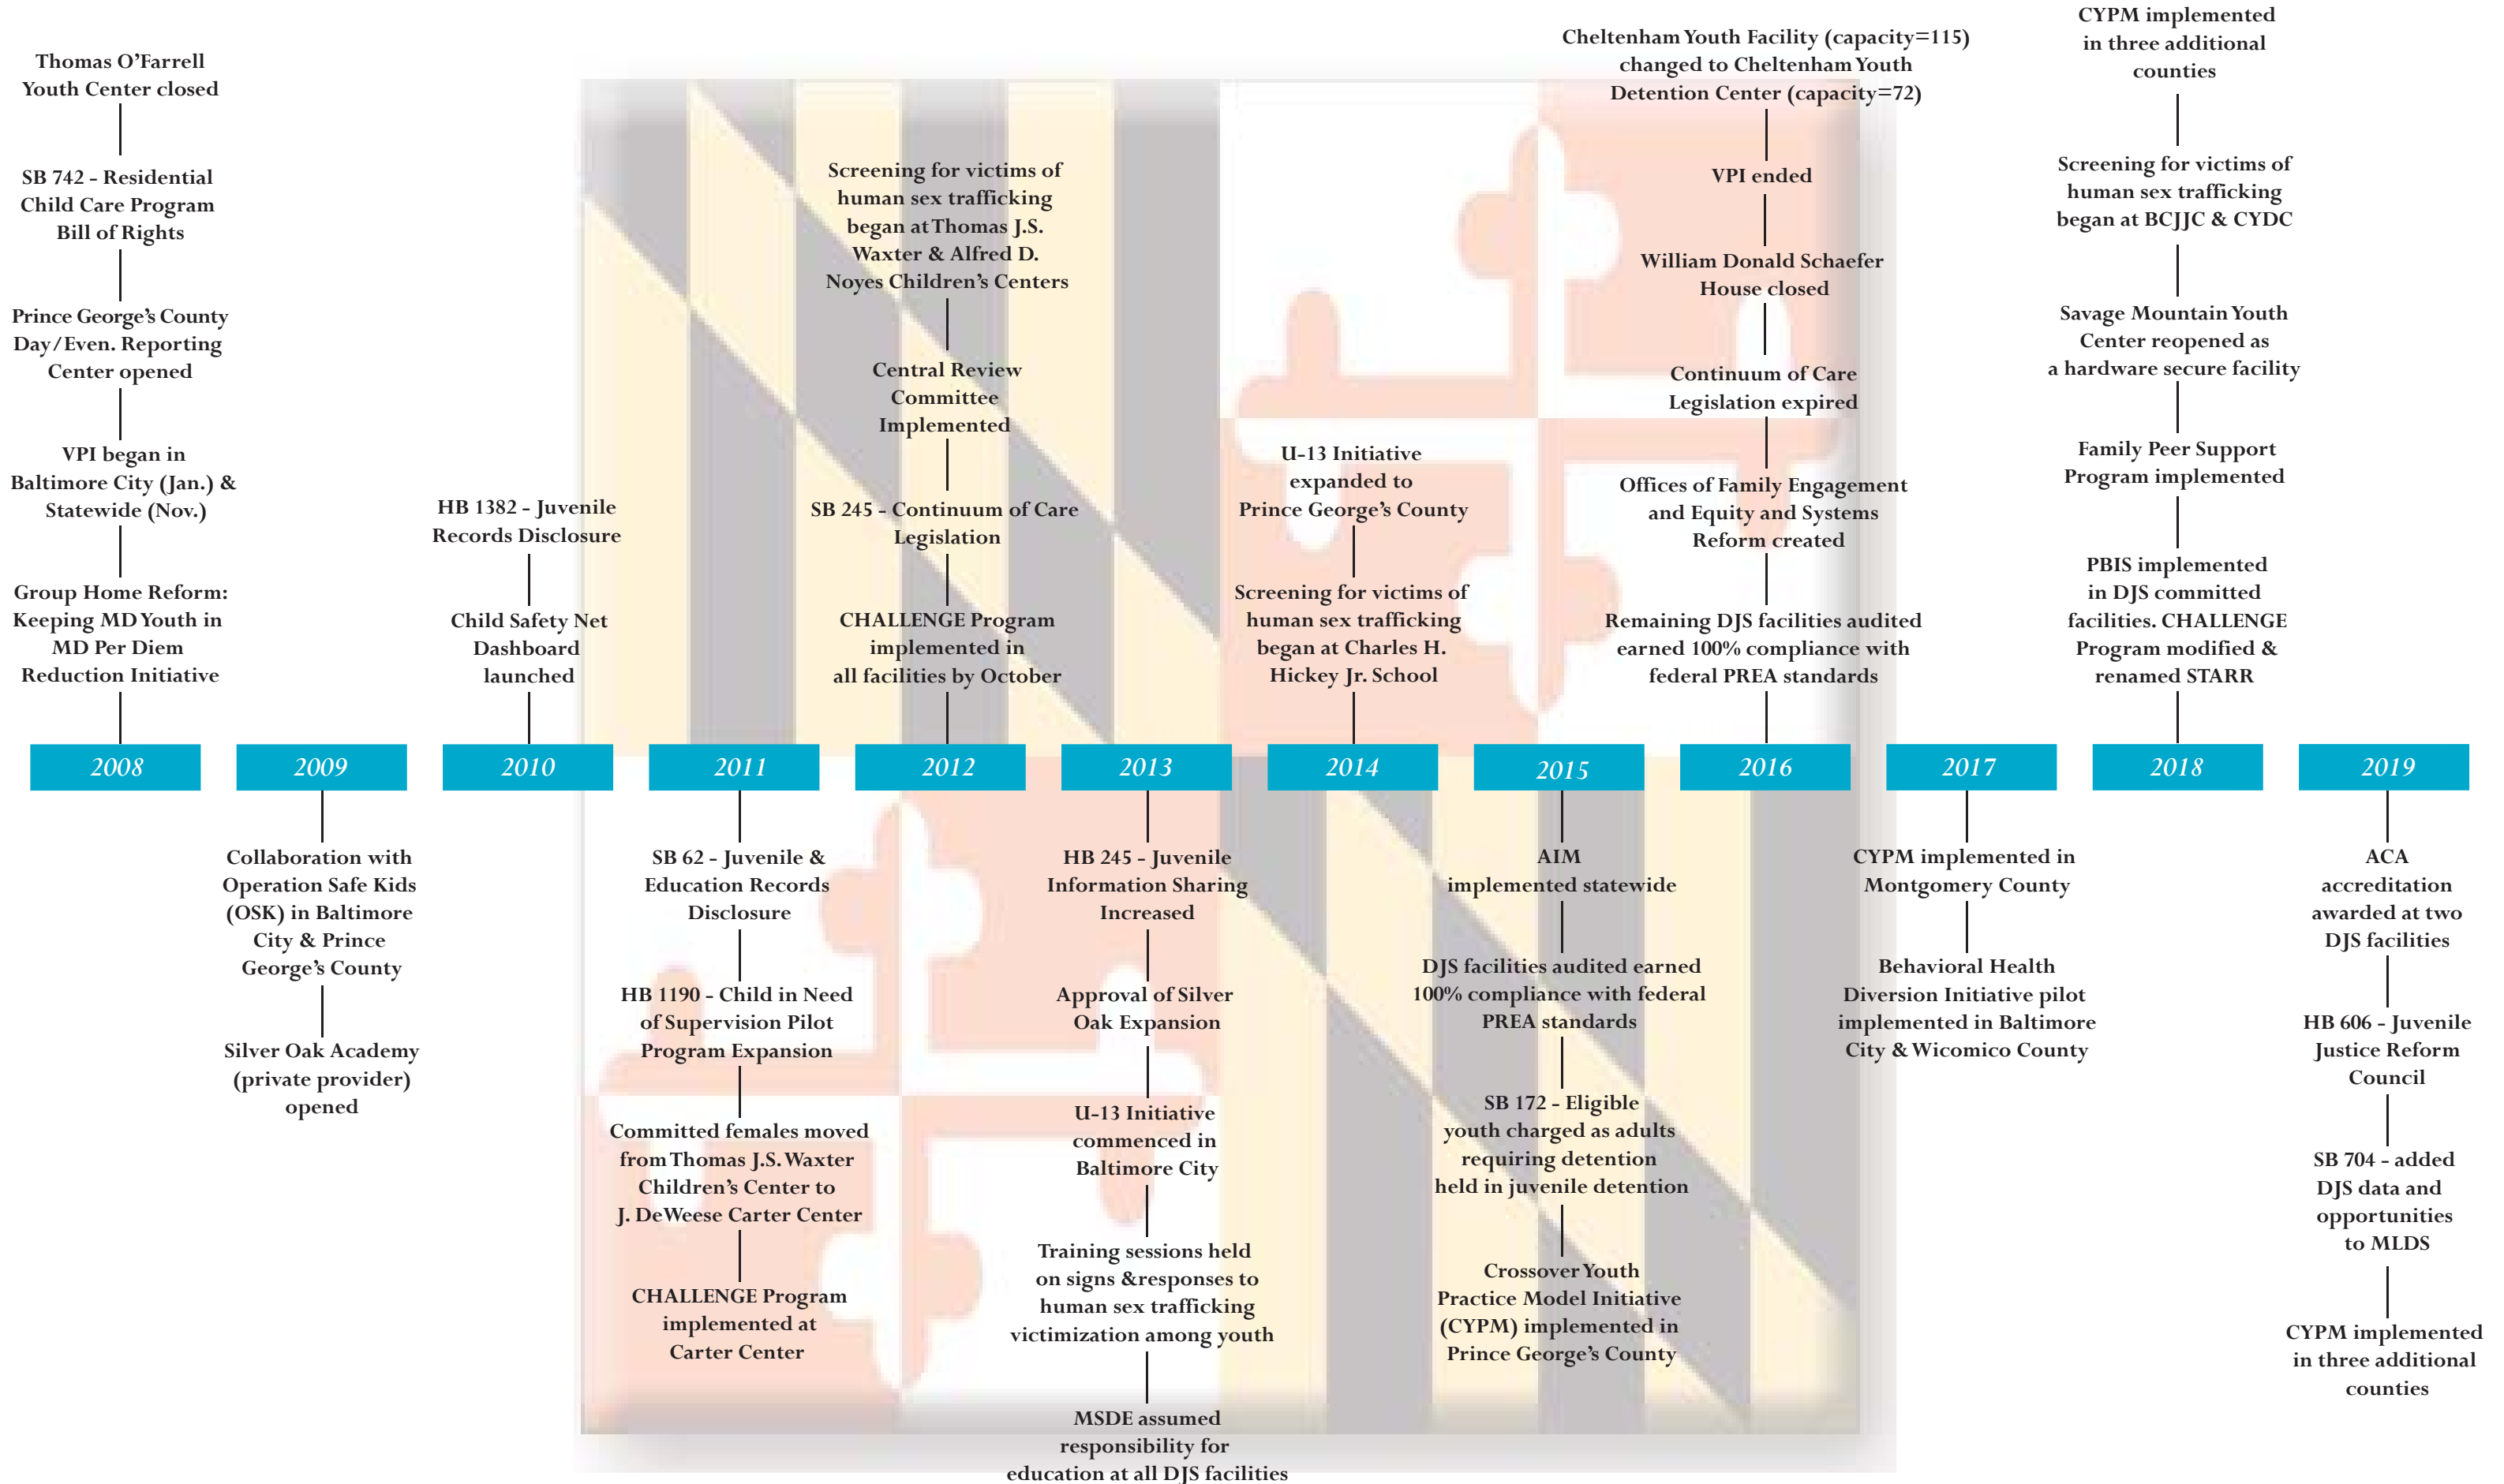 Thomas O’Farrell
Youth Center closed
SB 742 - Residential
Child Care Program
Bill of Rights
Prince George’s County
Day/Even. Reporting
Center opened
VPI began in
Baltimore City (Jan.) &
Statewide (Nov.)
Group Home Reform:
Keeping MD Youth in
MD Per Diem
Reduction Initiative
2008
2009
Collaboration with
Operation Safe Kids
(OSK) in Baltimore
City & Prince
George’s County
Silver Oak Academy
(private provider)
opened
HB 1382 - Juvenile
Records Disclosure
Child Safety Net
Dashboard
launched
2010
2011
SB 62 - Juvenile &
Education Records
Disclosure
HB 1190 - Child in Need
of Supervision Pilot
Program Expansion
Committed females moved
from Thomas J.S. Waxter
Children’s Center to
J. DeWeese Carter Center
CHALLENGE Program
implemented at
Carter Center
Screening for victims of
human sex trafficking
began at Thomas J.S.
Waxter & Alfred D.
Noyes Children’s Centers
Central Review
Committee
Implemented
SB 245 - Continuum of Care
Legislation
CHALLENGE Program
implemented in
all facilities by October
2012
2013
HB 245 - Juvenile
Information Sharing
Increased
Approval of Silver
Oak Expansion
U-13 Initiative
commenced in
Baltimore City
Training sessions held
on signs &responses to
human sex trafficking
victimization among youth
MSDE assumed
responsibility for
education at all DJS facilities
U-13 Initiative
expanded to
Prince George’s County
Screening for victims of
human sex trafficking
began at Charles H.
Hickey Jr. School
2014
2015
AIM
implemented statewide
DJS facilities audited earned
100% compliance with federal
PREA standards
SB 172 - Eligible
youth charged as adults
requiring detention
held in juvenile detention
Crossover Youth
Practice Model Initiative
(CYPM) implemented in
Prince George’s County
Cheltenham Youth Facility (capacity=115)
changed to Cheltenham Youth
Detention Center (capacity=72)
VPI ended
William Donald Schaefer
House closed
Continuum of Care
Legislation expired
Offices of Family Engagement
and Equity and Systems
Reform created
Remaining DJS facilities audited
earned 100% compliance with
federal PREA standards
2016
2017
CYPM implemented in
Montgomery County
Behavioral Health
Diversion Initiative pilot
implemented in Baltimore
City & Wicomico County
CYPM implemented
in three additional
counties
Screening for victims of
human sex trafficking
began at BCJJC & CYDC
Savage Mountain Youth
Center reopened as
a hardware secure facility
Family Peer Support
Program implemented
PBIS implemented
in DJS committed
facilities. CHALLENGE
Program modified &
renamed STARR
2018
2019
ACA
accreditation
awarded at two
DJS facilities
HB 606 - Juvenile
Justice Reform
Council
SB 704 - added
DJS data and
opportunities
to MLDS
CYPM implemented
in three additional
counties